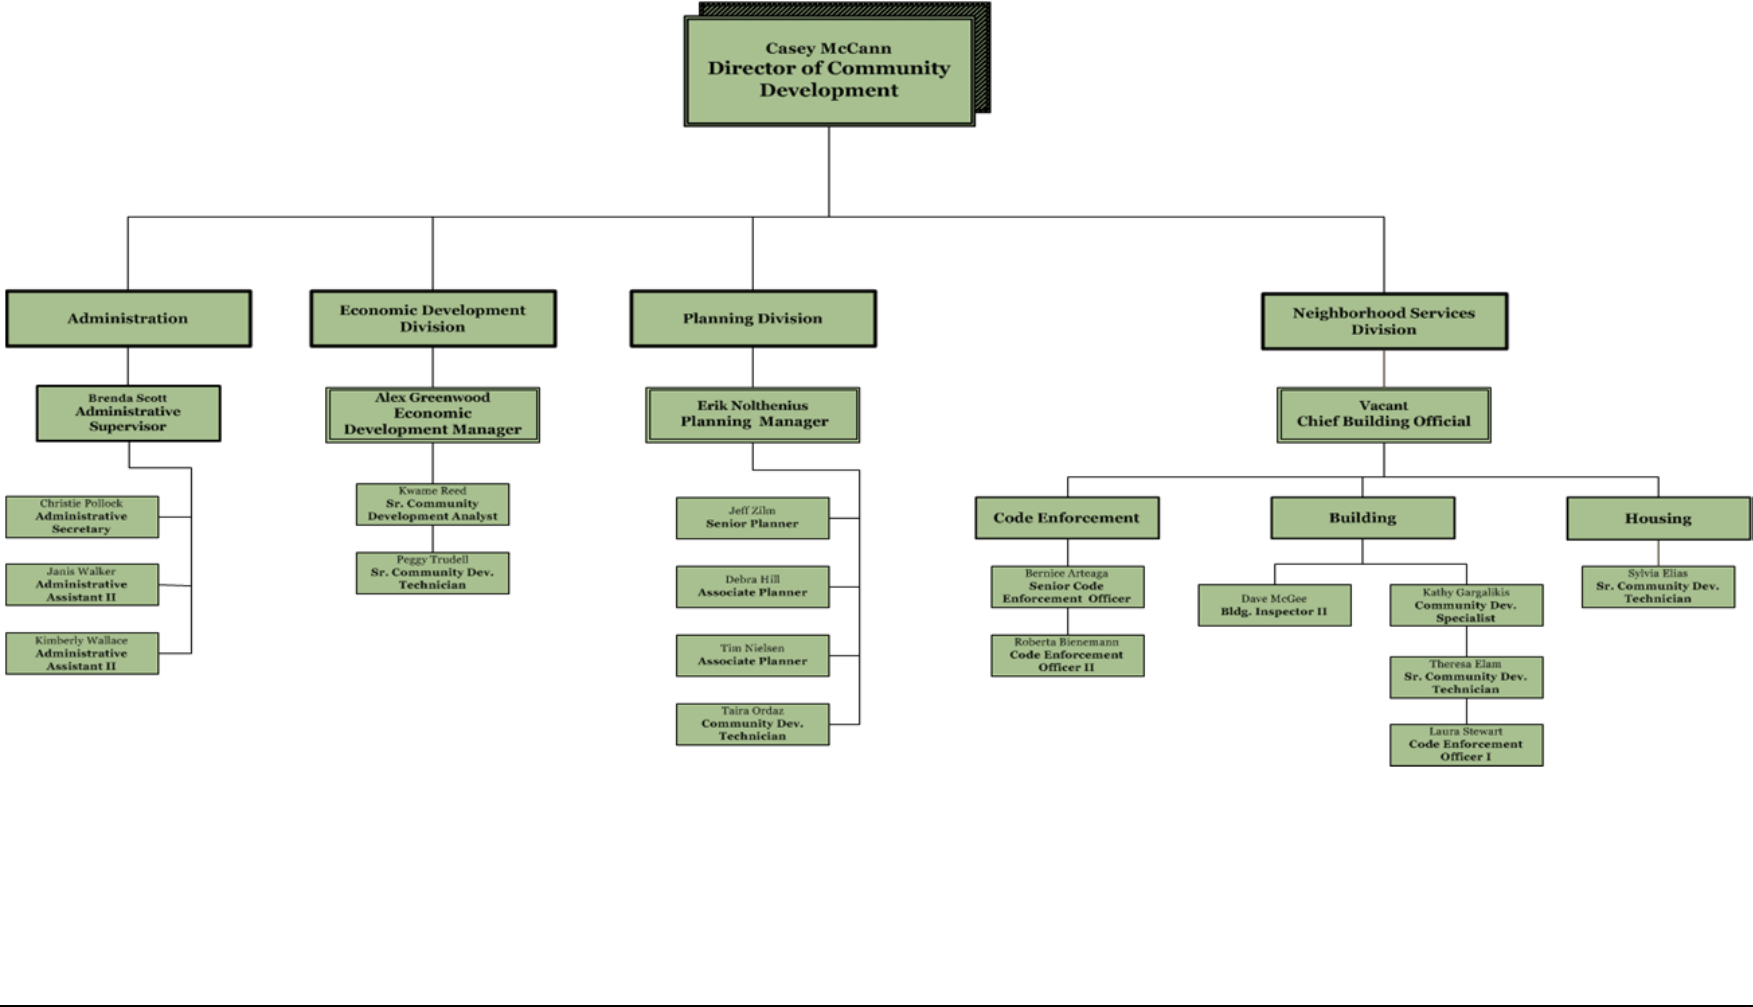 Casey McCann
Director of Community
Development
Administration
Economic Development
Division
Planning Division
Neighborhood Services
Division
Brenda Scott
Administrative
Supervisor
Alex Greenwood
Economic
Development Manager
Erik Nolthenius
Planning Manager
Vacant
Chief Building Official
Christie Pollock
Administrative
Secretary
Janis Walker
Administrative
Assistant II
Kimberly Wallace
Administrative
Assistant II
Kwame Reed
Sr. Community
Development Analyst
Peggy Trudell
Sr. Community Dev.
Technician
Jeff Zilm
Senior Planner
Debra Hill
Associate Planner
Tim Nielsen
Associate Planner
Taira Ordaz
Community Dev.
Technician
Code Enforcement
Bernice Arteaga
Senior Code
Enforcement Officer
Roberta Bienemann
Code Enforcement
Officer II
Building
Dave McGee
Bldg. Inspector II
Kathy Gargalikis
Community Dev.
Specialist
Theresa Elam
Sr. Community Dev.
Technician
Laura Stewart
Code Enforcement
Officer I
Housing
Sylvia Elias
Sr. Community Dev.
Technician